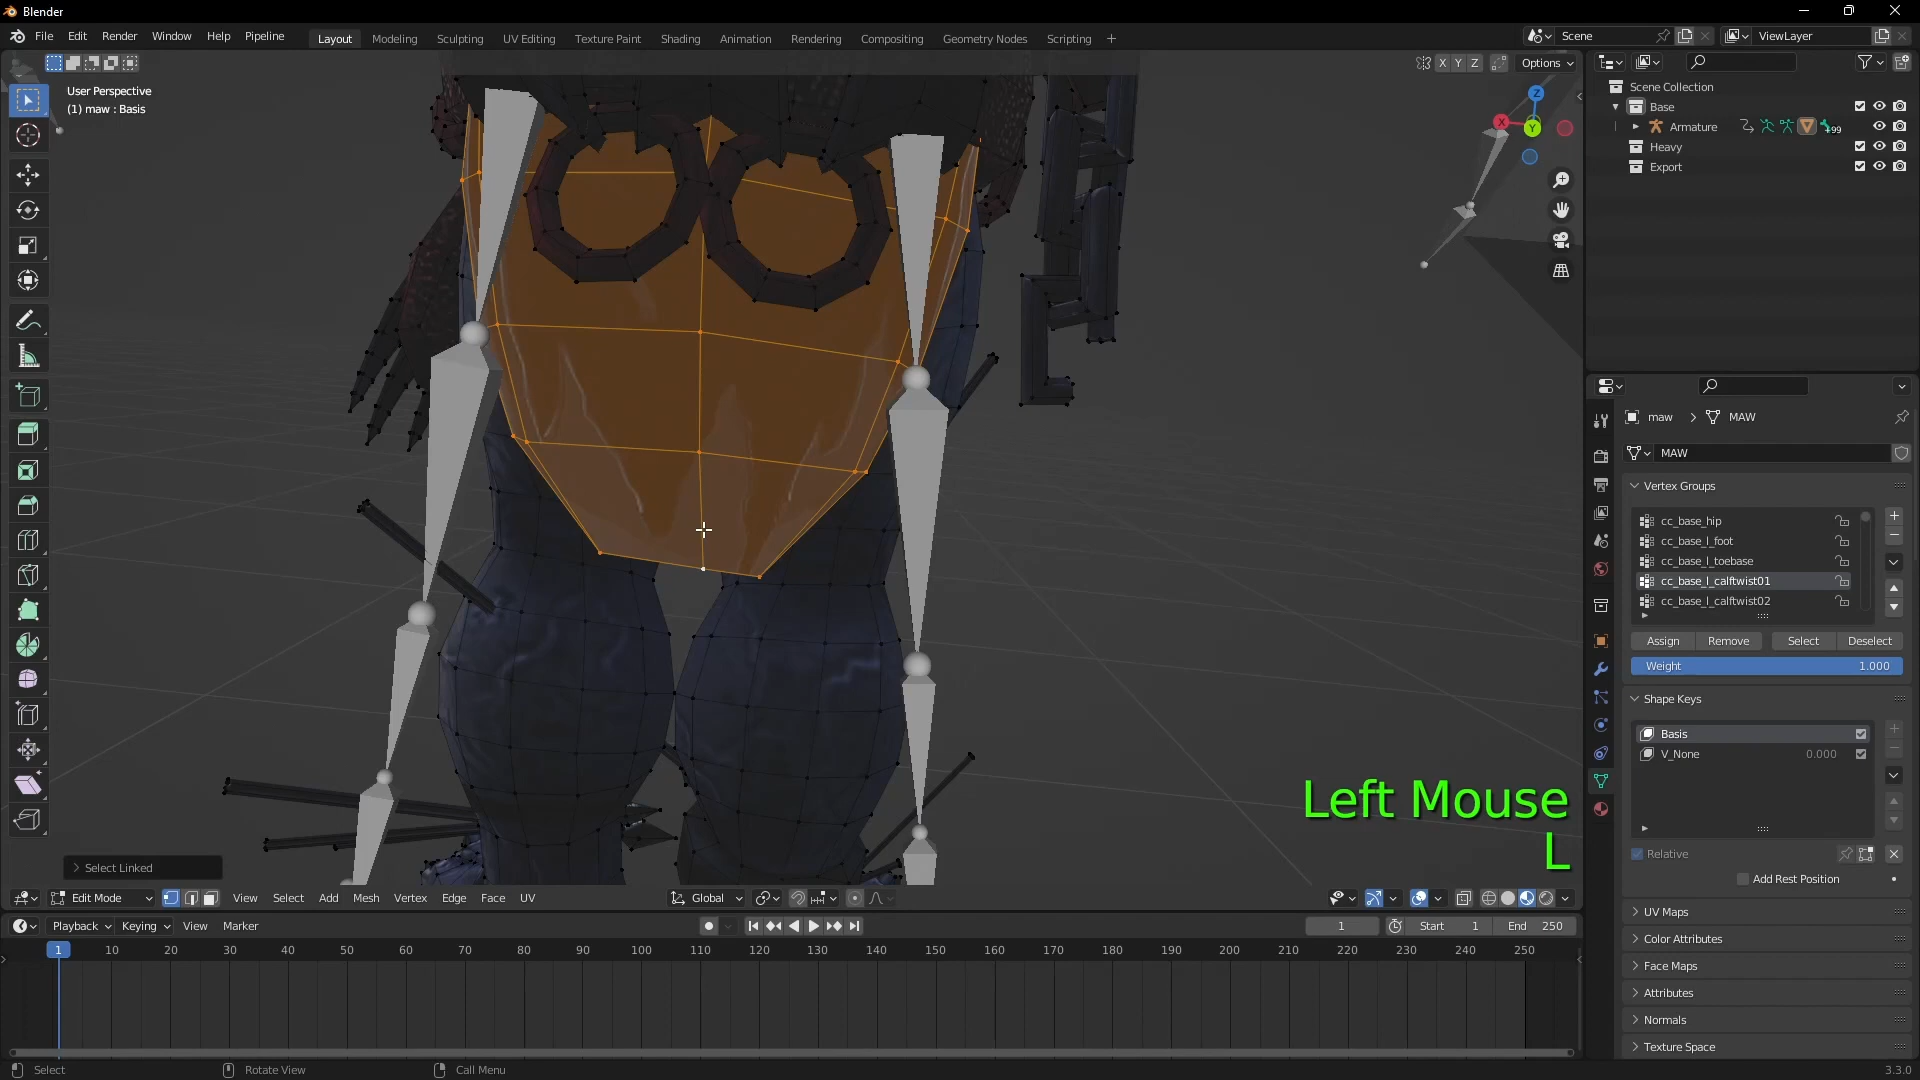 Blender
File Edit Render Window Help Pipeline Layout Modeling Sculpting UV Editing Texture Paint Shading Animation Rendering Compositing Geometry Nodes Scripting + Scene ViewLayer
X Y Z Options
User Perspective
(1) maw : Basis
Z
X
Y
Scene Collection
Base
Armature 99
Heavy
Export
maw > MAW
MAW
Vertex Groups
cc_base_hip
cc_base_l_foot
cc_base_l_toebase
cc_base_l_calftwist01
cc_base_l_calftwist02
Assign Remove Select Deselect
Weight 1.000
Shape Keys
Basis
V_None 0.000
Relative
Add Rest Position
UV Maps
Color Attributes
Face Maps
Attributes
Normals
Texture Space
Left Mouse
L
Select Linked
Edit Mode View Select Add Mesh Vertex Edge Face UV Global
Playback Keying View Marker 1 Start 1 End 250
1 10 20 30 40 50 60 70 80 90 100 110 120 130 140 150 160 170 180 190 200 210 220 230 240 250
Select Rotate View Call Menu 3.3.0